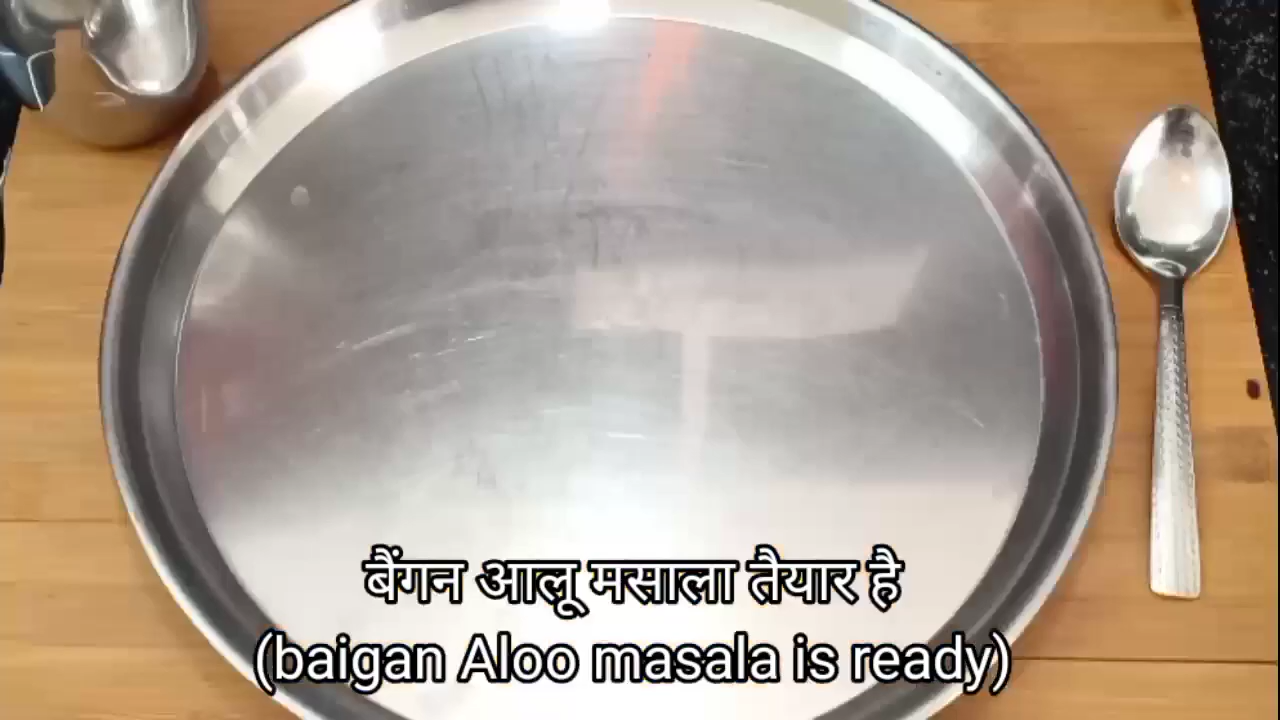 बैंगन आलू मसाला तैयार है
(baigan Aloo masala is ready)